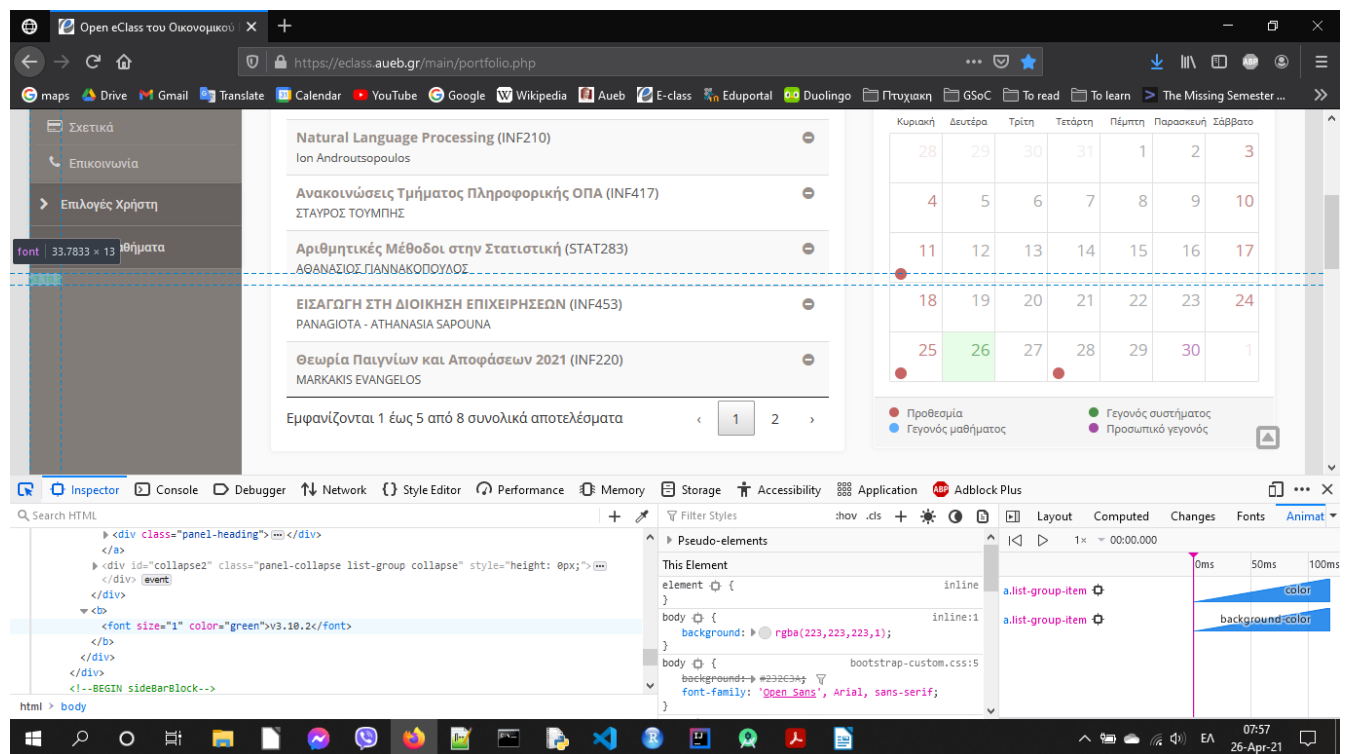 Open eClass του Οικονομικού
https://eclass.aueb.gr/main/portfolio.php
maps Drive Gmail Translate Calendar YouTube Google Wikipedia Aueb E-class Eduportal Duolingo Πτυχιακη GSoC To read To learn The Missing Semester ...
Σχετικά
Επικοινωνία
Επιλογές Χρήστη
font 33.7833 × 13
Natural Language Processing (INF210)
Ion Androutsopoulos
Ανακοινώσεις Τμήματος Πληροφορικής ΟΠΑ (INF417)
ΣΤΑΥΡΟΣ ΤΟΥΜΠΗΣ
Αριθμητικές Μέθοδοι στην Στατιστική (STAT283)
ΑΘΑΝΑΣΙΟΣ ΓΙΑΝΝΑΚΟΠΟΥΛΟΣ
ΕΙΣΑΓΩΓΗ ΣΤΗ ΔΙΟΙΚΗΣΗ ΕΠΙΧΕΙΡΗΣΕΩΝ (INF453)
PANAGIOTA - ATHANASIA SAPOUNA
Θεωρία Παιγνίων και Αποφάσεων 2021 (INF220)
MARKAKIS EVANGELOS
Εμφανίζονται 1 έως 5 από 8 συνολικά αποτελέσματα ‹ 1 2 ›
Κυριακή Δευτέρα Τρίτη Τετάρτη Πέμπτη Παρασκευή Σάββατο
28 29 30 31 1 2 3
4 5 6 7 8 9 10
11 12 13 14 15 16 17
18 19 20 21 22 23 24
25 26 27 28 29 30 1
Προθεσμία Γεγονός συστήματος
Γεγονός μαθήματος Προσωπικό γεγονός
Inspector Console Debugger Network Style Editor Performance Memory Storage Accessibility Application Adblock Plus
Search HTML
<div class="panel-heading"></div>
</a>
<div id="collapse2" class="panel-collapse list-group collapse" style="height: 0px;">
</div> event
</div>
<b>
<font size="1" color="green">v3.10.2</font>
</b>
</div>
</div>
<!--BEGIN sideBarBlock-->
html > body
Filter Styles :hov .cls
Pseudo-elements
This Element
element { inline
}
body { inline:1
background: rgba(223,223,223,1);
}
body { bootstrap-custom.css:5
background: #232C3A;
font-family: 'Open Sans', Arial, sans-serif;
}
Layout Computed Changes Fonts Animat
1× 00:00.000
0ms 50ms 100ms
a.list-group-item color
a.list-group-item background-color
ΕΛ
07:57
26-Apr-21